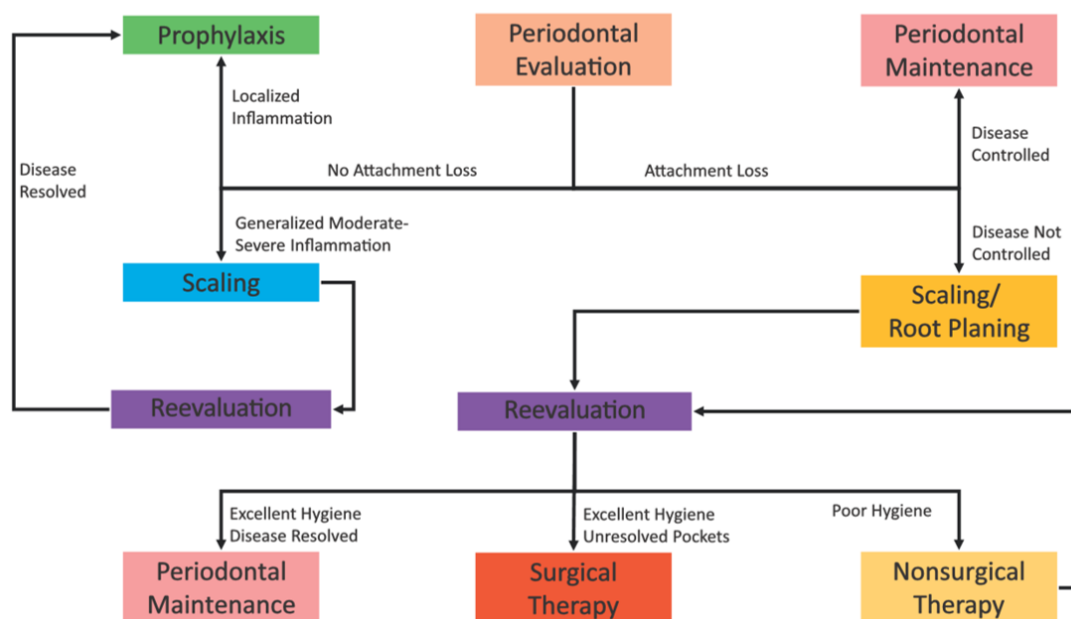 Prophylaxis
Periodontal
Evaluation
Periodontal
Maintenance
Localized
Inflammation
Disease
Controlled
Disease
Resolved
No Attachment Loss
Attachment Loss
Generalized Moderate-
Severe Inflammation
Disease Not
Controlled
Scaling
Scaling/
Root Planing
Reevaluation
Reevaluation
Excellent Hygiene
Disease Resolved
Excellent Hygiene
Unresolved Pockets
Poor Hygiene
Periodontal
Maintenance
Surgical
Therapy
Nonsurgical
Therapy